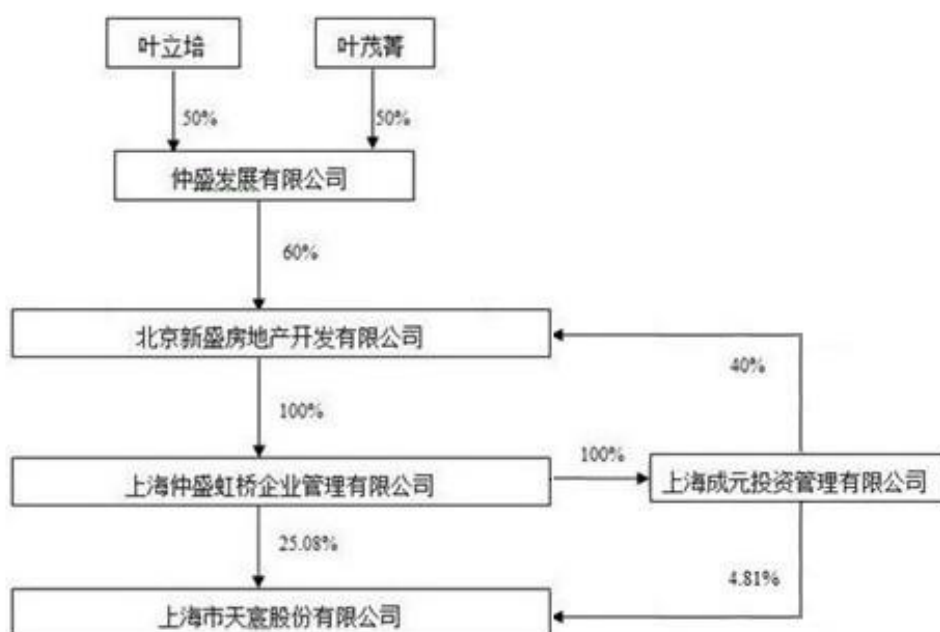 叶立培
叶茂菁
50%
50%
仲盛发展有限公司
60%
北京新盛房地产开发有限公司
40%
100%
上海仲盛虹桥企业管理有限公司
100%
上海成元投资管理有限公司
25.08%
4.81%
上海市天宸股份有限公司